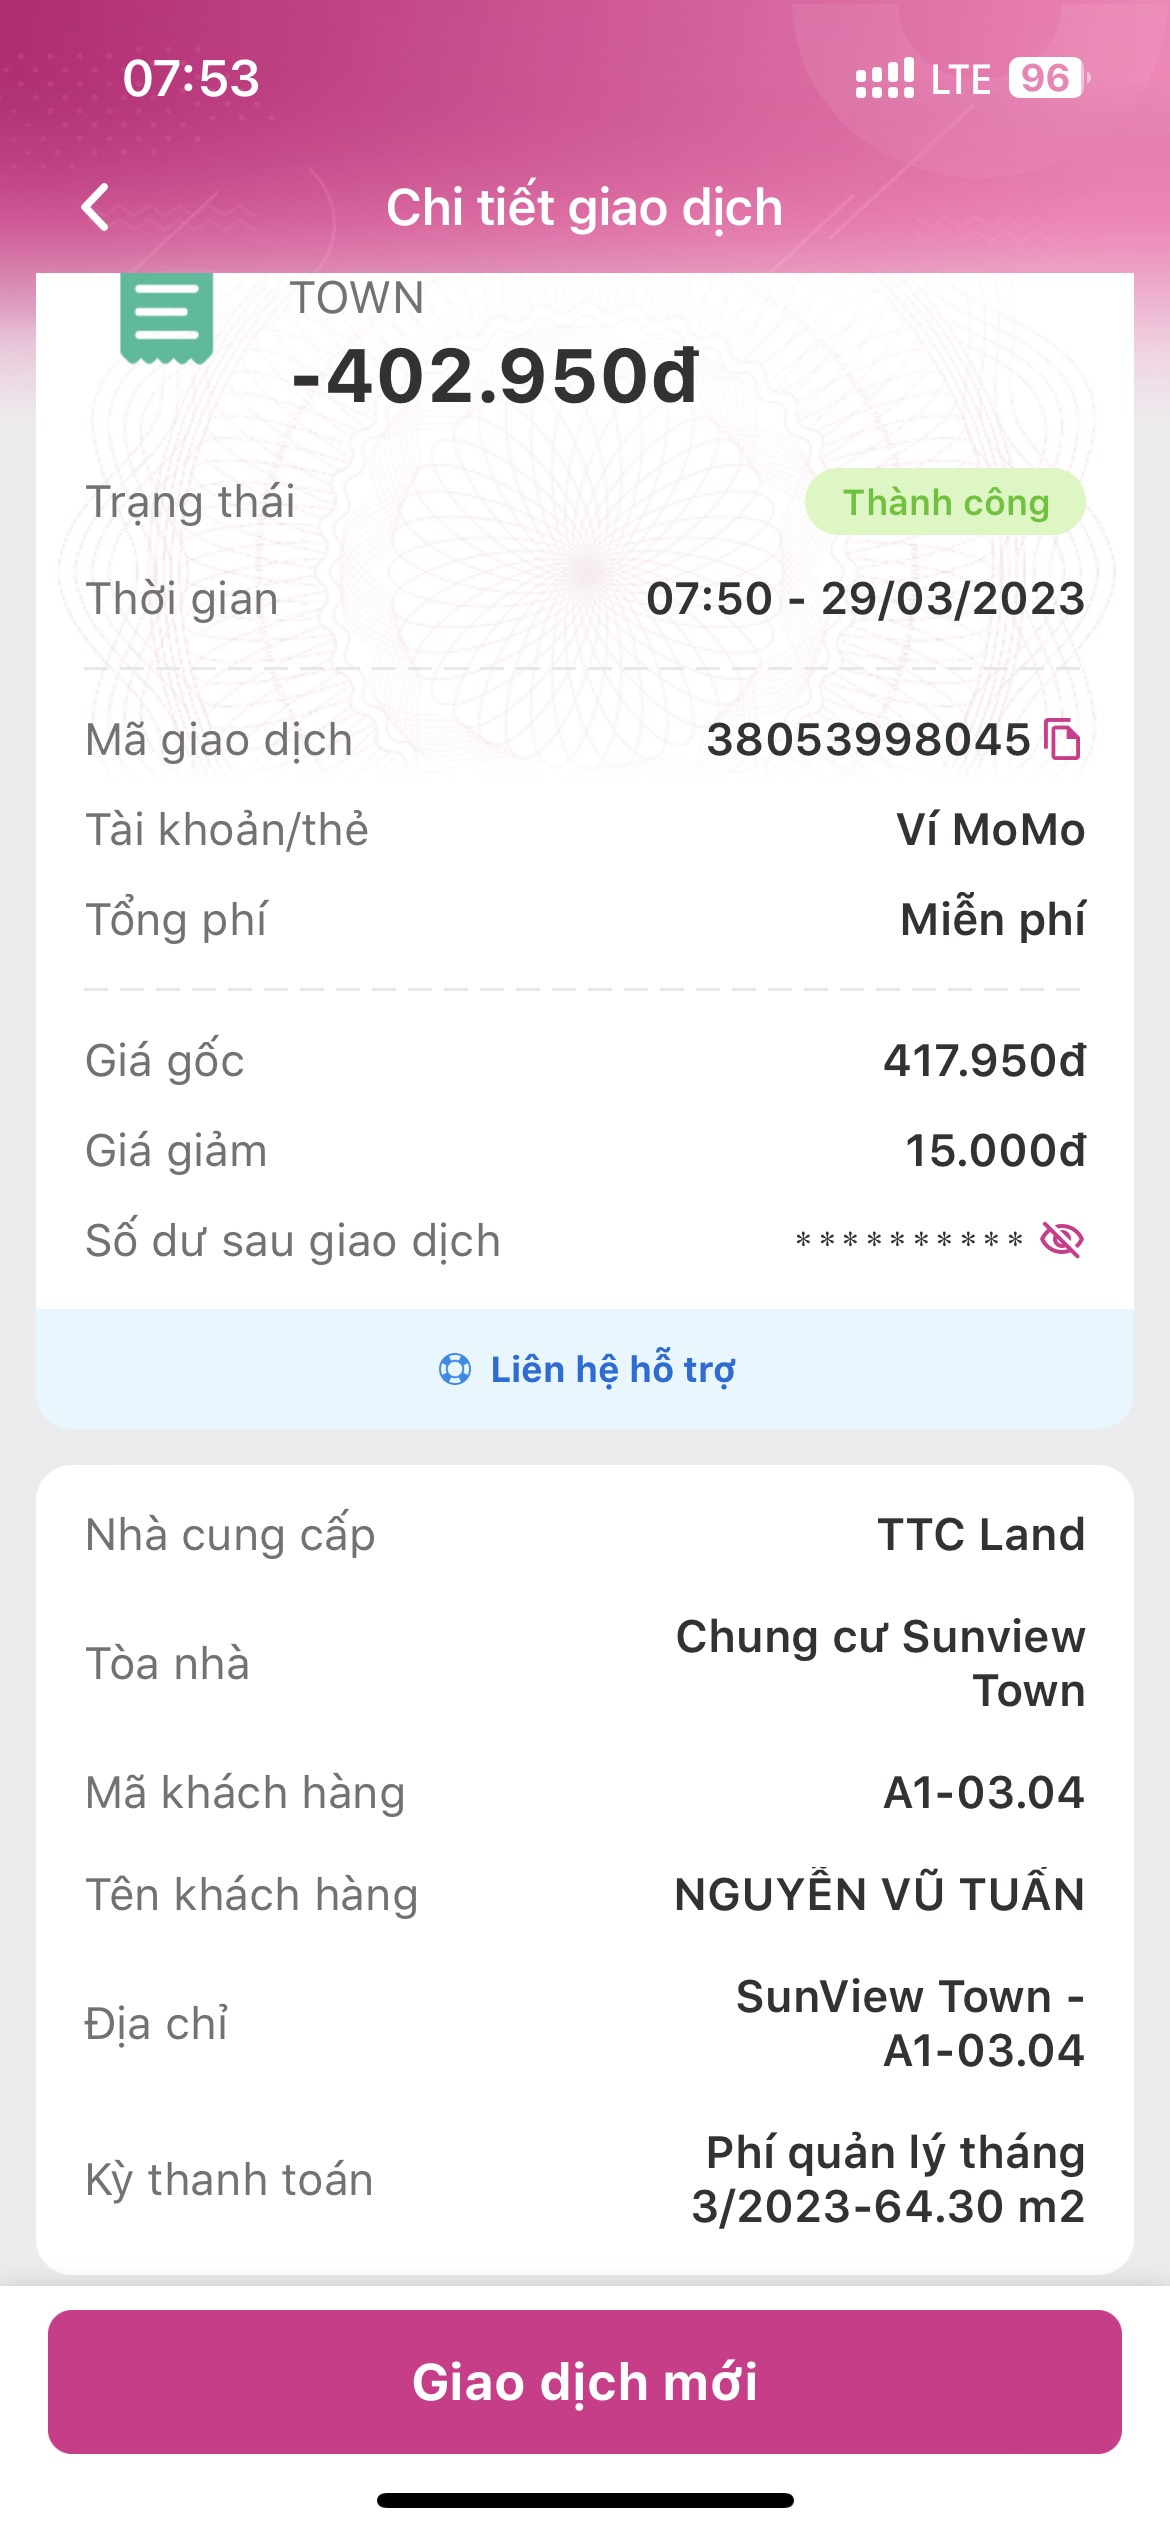 07:53
LTE 96
Chi tiết giao dịch
TOWN
-402.950đ
Trạng thái
Thành công
Thời gian
07:50 - 29/03/2023
Mã giao dịch
38053998045
Tài khoản/thẻ
Ví MoMo
Tổng phí
Miễn phí
Giá gốc
417.950đ
Giá giảm
15.000đ
Số dư sau giao dịch
**********
Liên hệ hỗ trợ
Nhà cung cấp
TTC Land
Tòa nhà
Chung cư Sunview
Town
Mã khách hàng
A1-03.04
Tên khách hàng
NGUYỄN VŨ TUẤN
Địa chỉ
SunView Town -
A1-03.04
Kỳ thanh toán
Phí quản lý tháng
3/2023-64.30 m2
Giao dịch mới